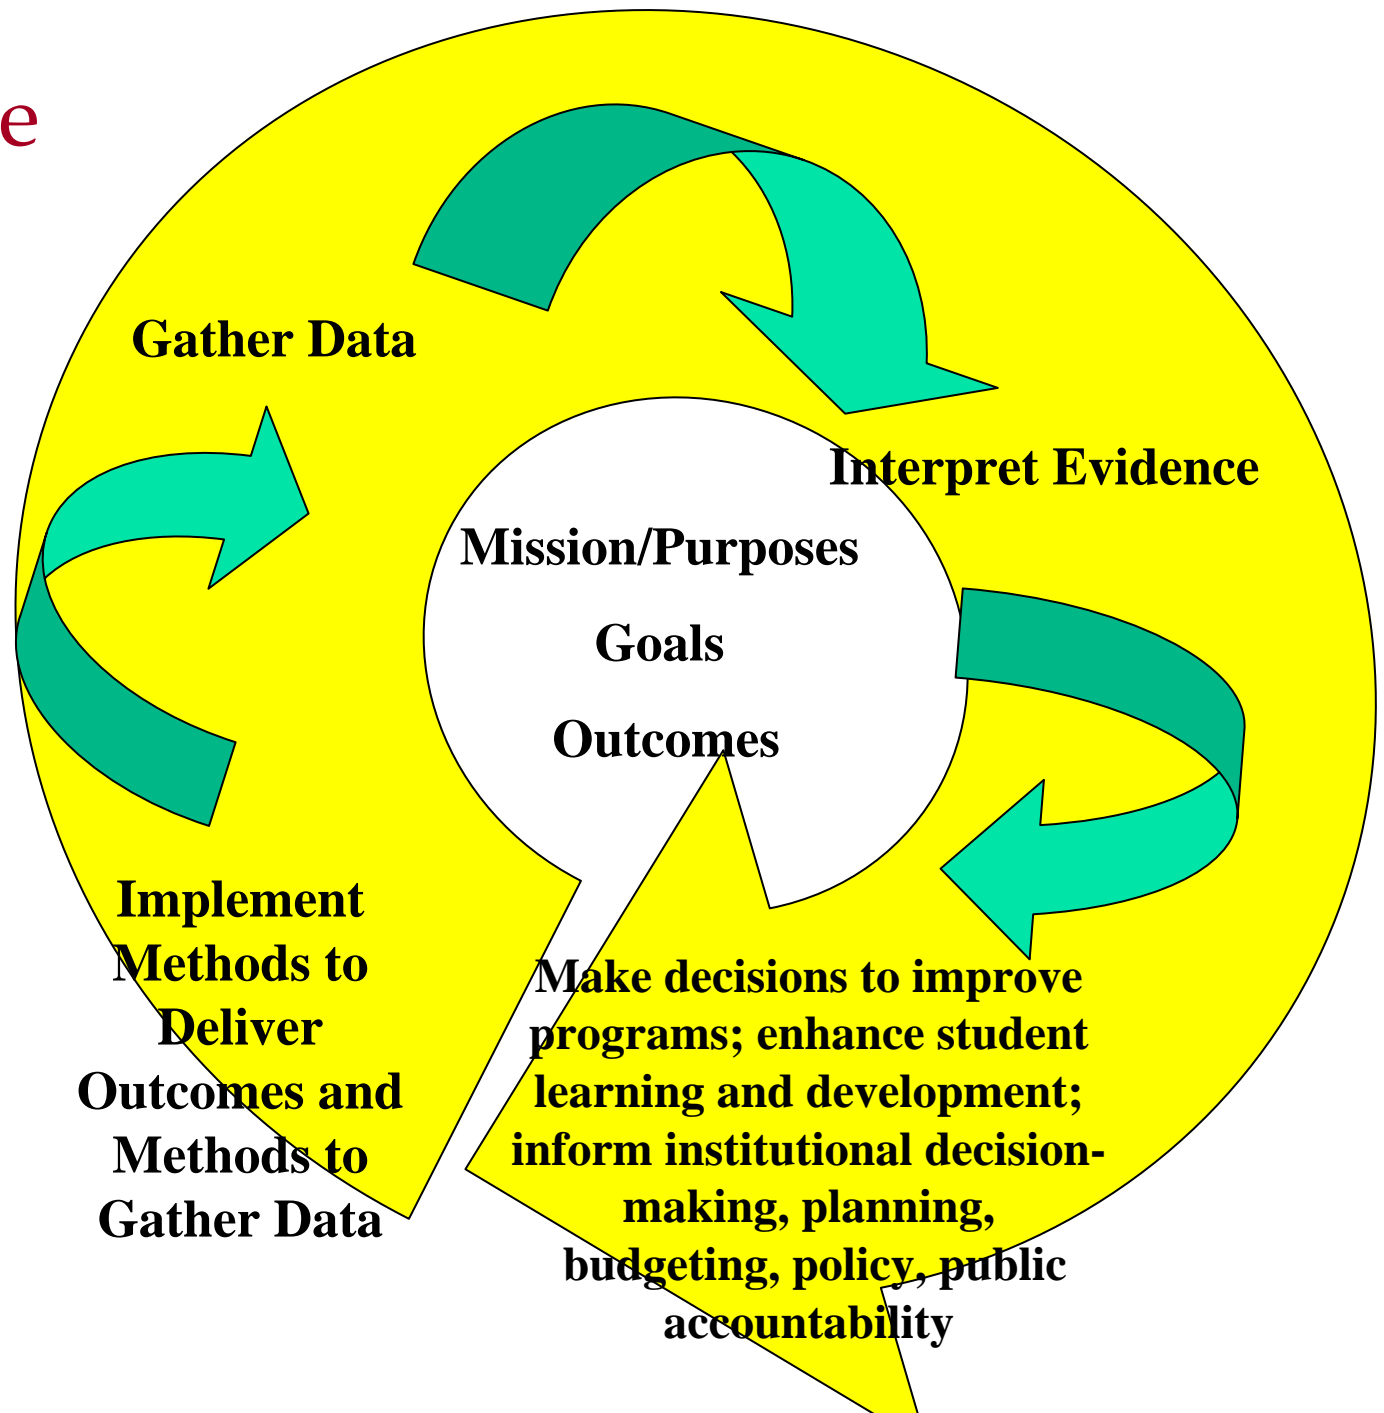 e
Gather Data
Interpret Evidence
Mission/Purposes
Goals
Outcomes
Implement
Methods to
Deliver
Outcomes and
Methods to
Gather Data
Make decisions to improve
programs; enhance student
learning and development;
inform institutional decision-
making, planning,
budgeting, policy, public
accountability